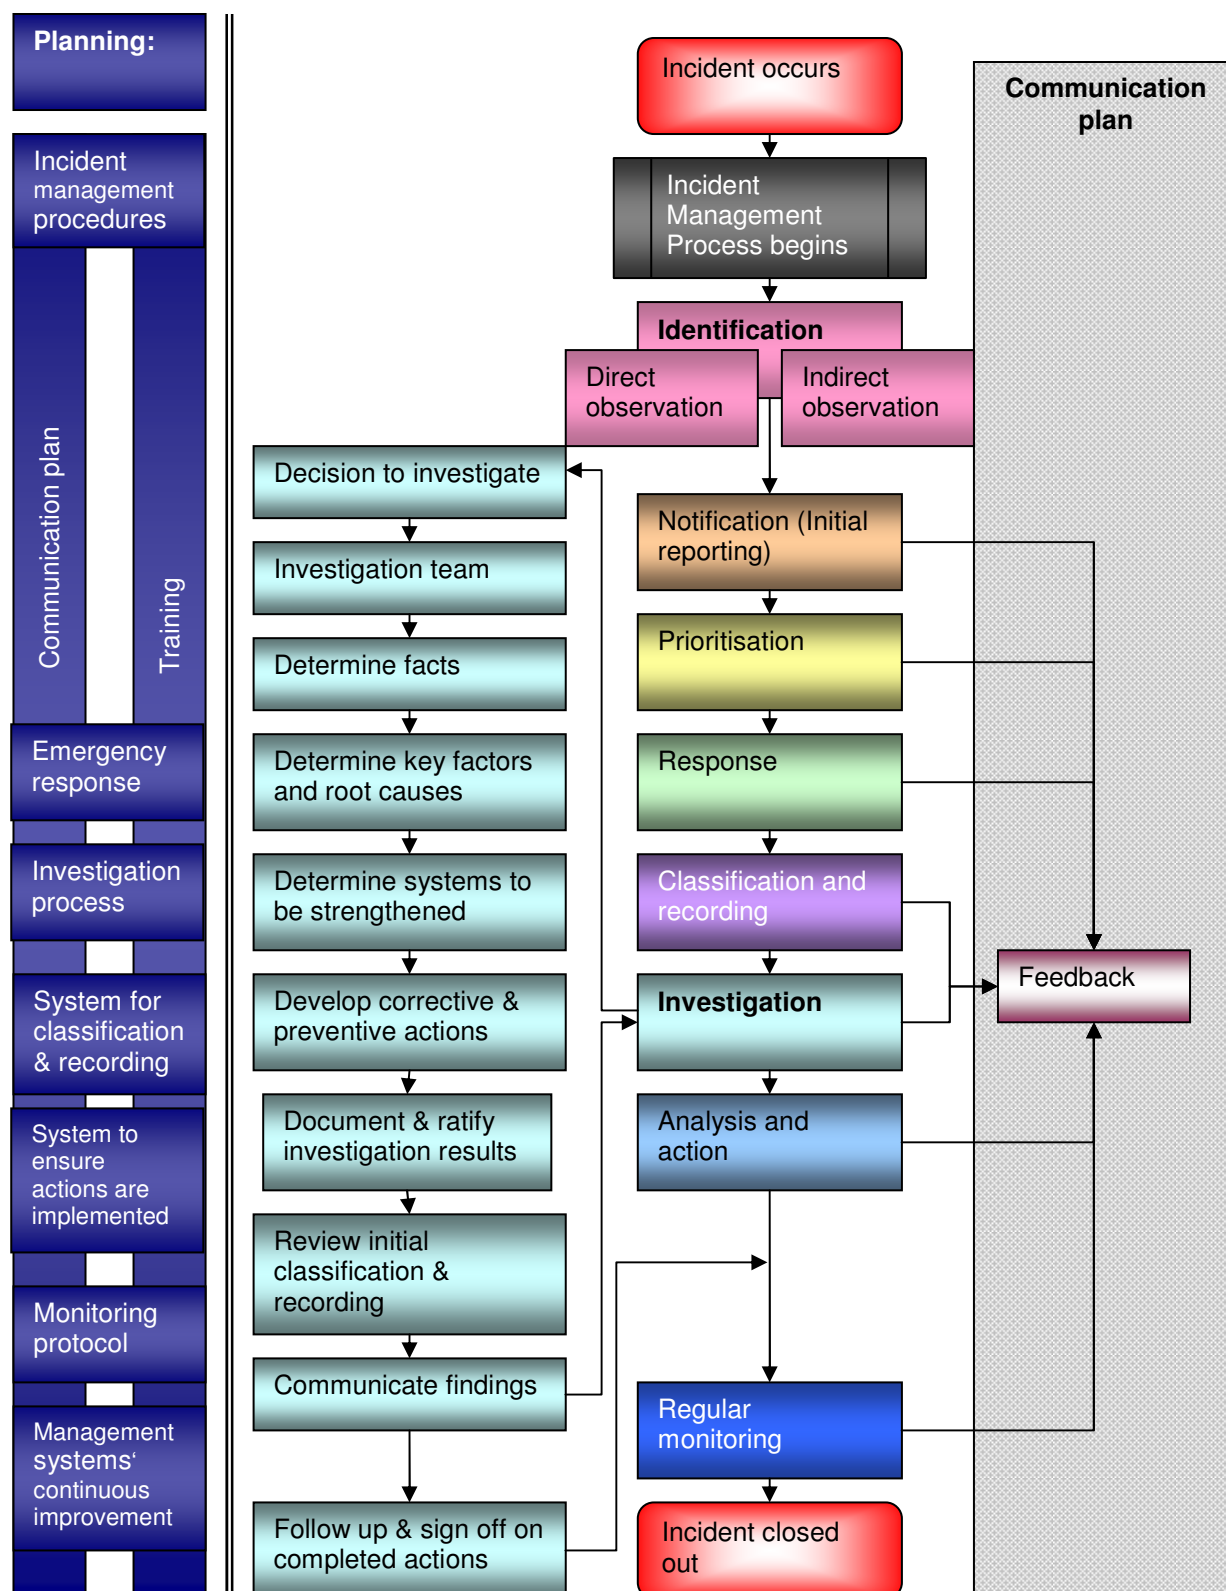 Planning:
Incident
management
procedures
Communication plan
Training
Emergency
response
Investigation
process
System for
classification
& recording
System to
ensure
actions are
implemented
Monitoring
protocol
Management
systems‘
continuous
improvement
Incident occurs
Incident
Management
Process begins
Identification
Direct
observation
Indirect
observation
Decision to investigate
Investigation team
Determine facts
Determine key factors
and root causes
Determine systems to
be strengthened
Develop corrective &
preventive actions
Document & ratify
investigation results
Review initial
classification &
recording
Communicate findings
Follow up & sign off on
completed actions
Notification (Initial
reporting)
Prioritisation
Response
Classification and
recording
Investigation
Analysis and
action
Regular
monitoring
Incident closed
out
Communication
plan
Feedback